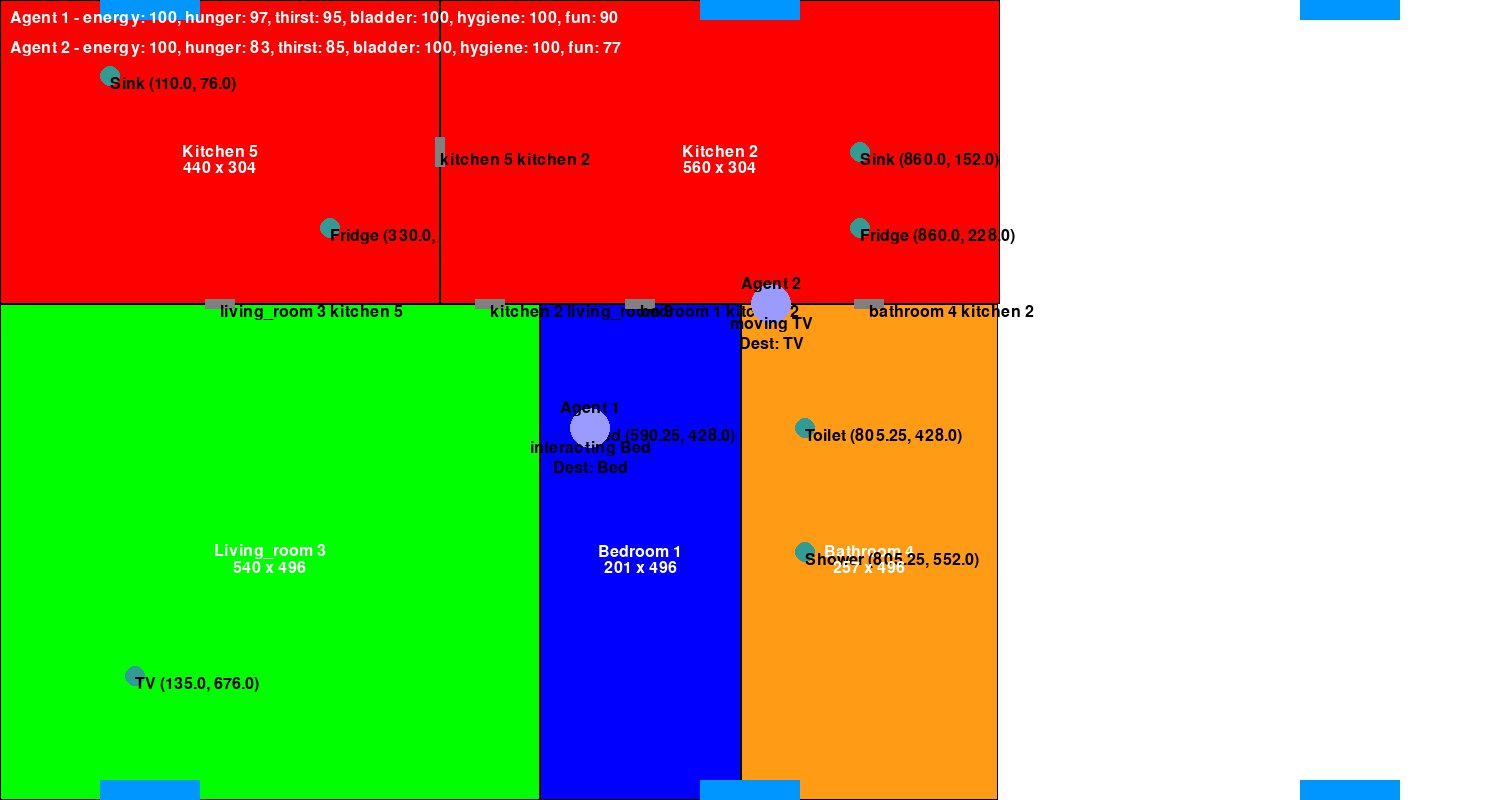 Agent 1 - energy: 100, hunger: 97, thirst: 95, bladder: 100, hygiene: 100, fun: 90
Agent 2 - energy: 100, hunger: 83, thirst: 85, bladder: 100, hygiene: 100, fun: 77
Sink (110.0, 76.0)
Kitchen 5
440 x 304
kitchen 5 kitchen 2
Kitchen 2
560 x 304
Sink (860.0, 152.0)
Fridge (330.0,
Fridge (860.0, 228.0)
Agent 2
living_room 3 kitchen 5
kitchen 2 living_room 3
bedroom 1 kitchen 2
bathroom 4 kitchen 2
moving TV
Dest: TV
Agent 1
(590.25, 428.0)
interacting Bed
Dest: Bed
Toilet (805.25, 428.0)
Living_room 3
540 x 496
Bedroom 1
201 x 496
Bathroom 4
257 x 496
Shower (805.25, 552.0)
TV (135.0, 676.0)